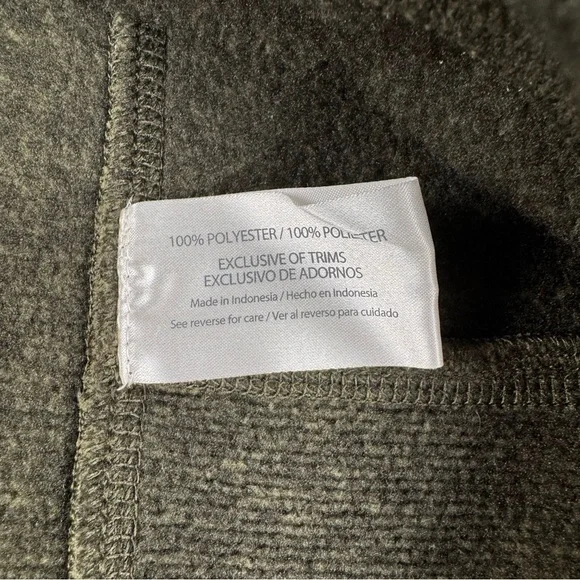 100% POLYESTER / 100% POLIETER
EXCLUSIVE OF TRIMS
EXCLUSIVO DE ADORNOS
Made in Indonesia / Hecho en Indonesia
See reverse for care / Ver al reverso para cuidado